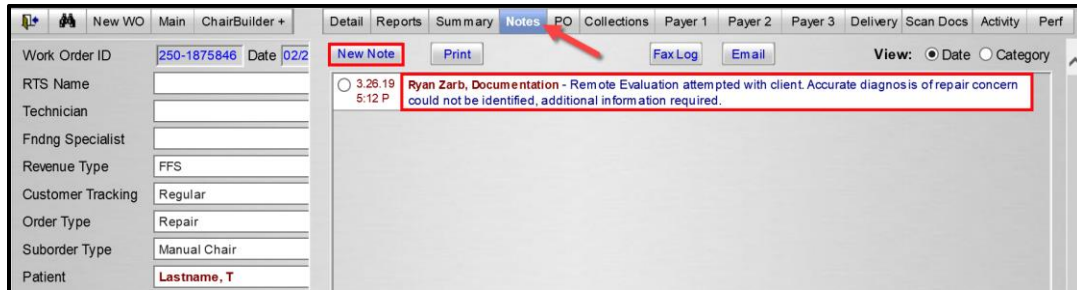 New WO Main ChairBuilder + Detail Reports Summary Notes PO Collections Payer 1 Payer 2 Payer 3 Delivery Scan Docs Activity Perf
Work Order ID 250-1875846 Date 02/2
RTS Name
Technician
Fndng Specialist
Revenue Type FFS
Customer Tracking Regular
Order Type Repair
Suborder Type Manual Chair
Patient Lastname, T
New Note Print Fax Log Email View: Date Category
3.26.19 Ryan Zarb, Documentation - Remote Evaluation attempted with client. Accurate diagnosis of repair concern
5:12 P could not be identified, additional information required.